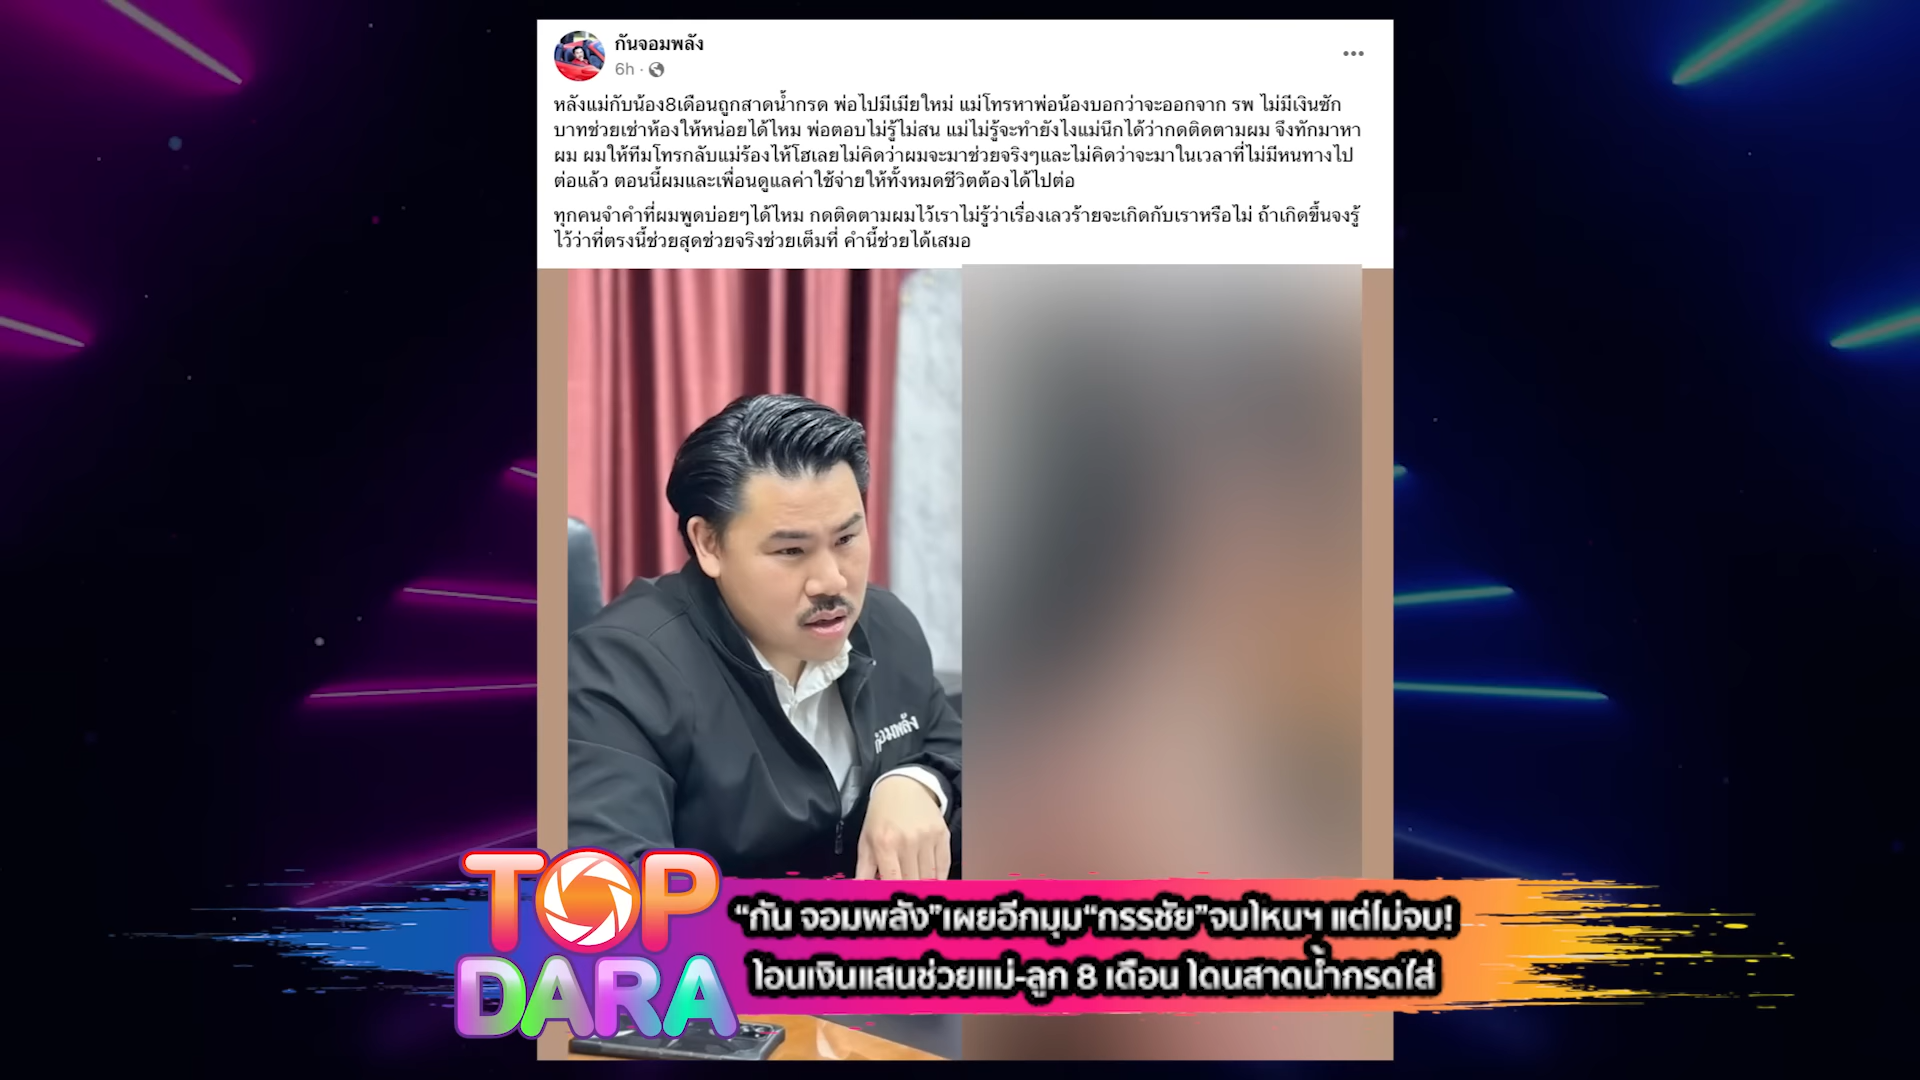 กันจอมพลัง
6h ·
หลังแม่กับน้อง8เดือนถูกสาดน้ำกรด พ่อไปมีเมียใหม่ แม่โทรหาพ่อน้องบอกว่าจะออกจาก รพ ไม่มีเงินซัก
บาทช่วยเช่าห้องให้หน่อยได้ไหม พ่อตอบไม่รู้ไม่สน แม่ไม่รู้จะทำยังไงแม่นึกได้ว่ากดติดตามผม จึงทักมาหา
ผม ผมให้ทีมโทรกลับแม่ร้องไห้โฮเลยไม่คิดว่าผมจะมาช่วยจริงๆและไม่คิดว่าจะมาในเวลาที่ไม่มีหนทางไป
ต่อแล้ว ตอนนี้ผมและเพื่อนดูแลค่าใช้จ่ายให้ทั้งหมดชีวิตต้องได้ไปต่อ
ทุกคนจำคำที่ผมพูดบ่อยๆได้ไหม กดติดตามผมไว้เราไม่รู้ว่าเรื่องเลวร้ายจะเกิดกับเราหรือไม่ ถ้าเกิดขึ้นจงรู้
ไว้ว่าที่ตรงนี้ช่วยสุดช่วยจริงช่วยเต็มที่ คำนี้ช่วยได้เสมอ
จอมพลัง
TOP
DARA
“กัน จอมพลัง”เผยอีกมุม“กรรชัย”จบไหนฯ แต่ไม่จบ!
โอนเงินแสนช่วยแม่-ลูก 8 เดือน โดนสาดน้ำกรดใส่